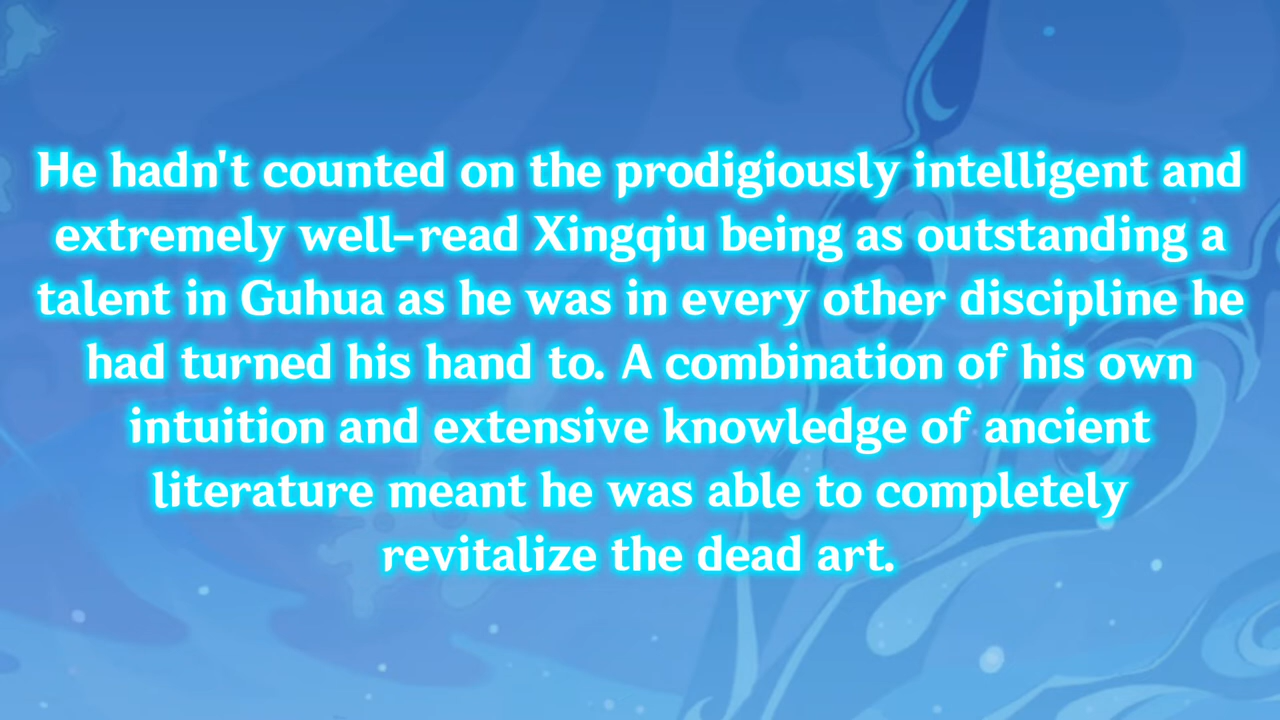 He hadn't counted on the prodigiously intelligent and
extremely well-read Xingqiu being as outstanding a
talent in Guhua as he was in every other discipline he
had turned his hand to. A combination of his own
intuition and extensive knowledge of ancient
literature meant he was able to completely
revitalize the dead art.